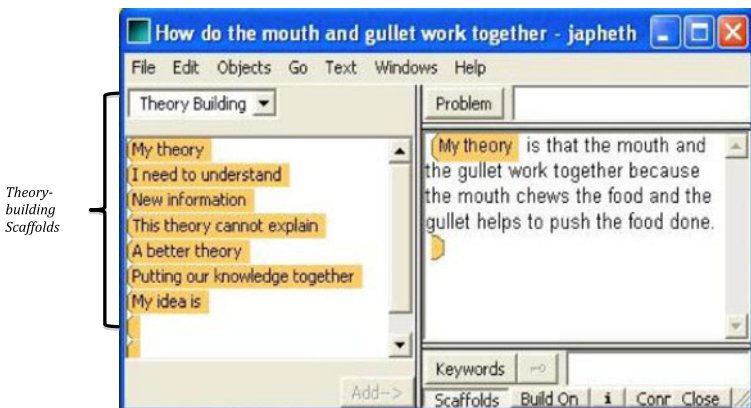 How do the mouth and gullet work together - japheth
File Edit Objects Go Text Windows Help
Theory Building
Problem
My theory
I need to understand
New information
This theory cannot explain
A better theory
Putting our knowledge together
My idea is
Theory-
building
Scaffolds
My theory is that the mouth and
the gullet work together because
the mouth chews the food and the
gullet helps to push the food done.
Keywords
Add-->
Scaffolds Build On i Conr Close